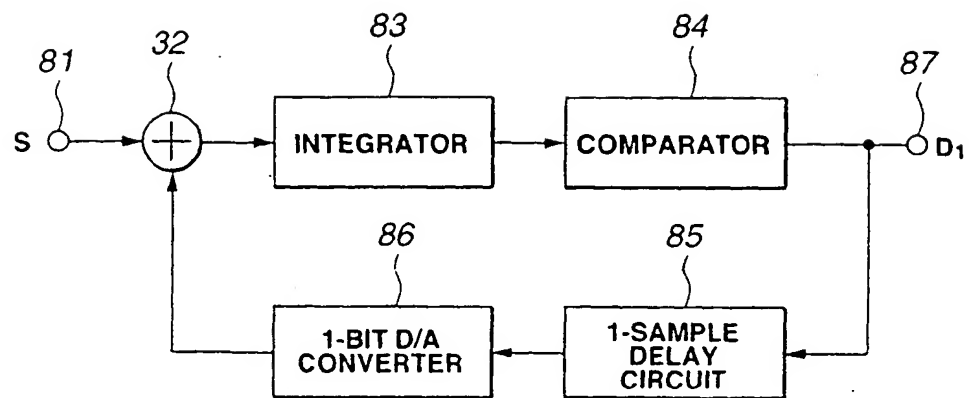 81
32
83
84
87
S
+
INTEGRATOR
COMPARATOR
D1
86
85
1-BIT D/A
CONVERTER
1-SAMPLE
DELAY
CIRCUIT